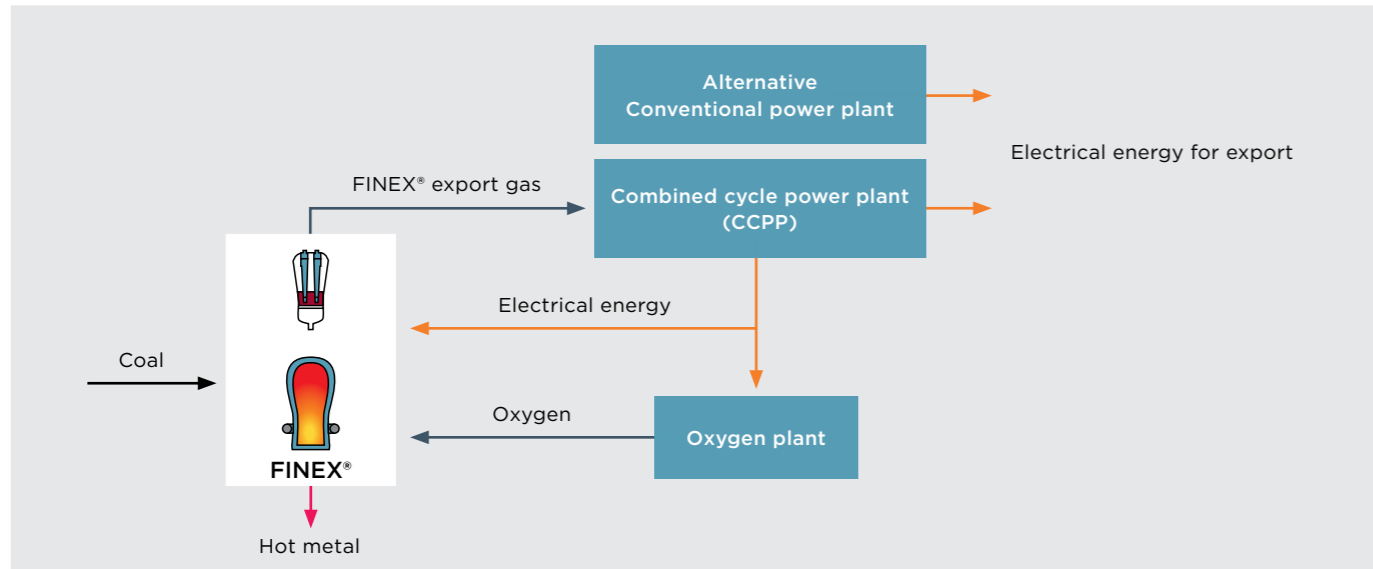 Alternative
Conventional power plant
Electrical energy for export
FINEX® export gas
Combined cycle power plant
(CCPP)
Electrical energy
Coal
Oxygen
Oxygen plant
FINEX®
Hot metal